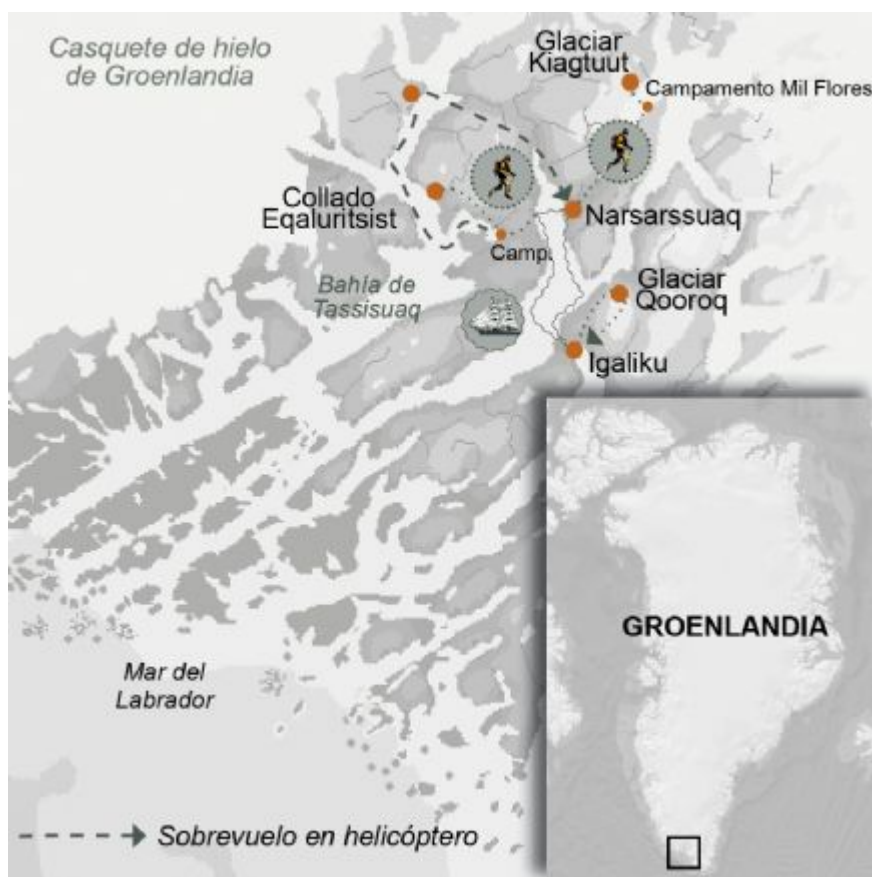 Casquete de hielo
de Groenlandia
Glaciar
Kiagtuut
Campamento Mil Flores
Collado
Eqaluritsist
Narsarssuaq
Camp.
Bahía de
Tassisuaq
Glaciar
Qooroq
Igaliku
GROENLANDIA
Mar del
Labrador
Sobrevuelo en helicóptero